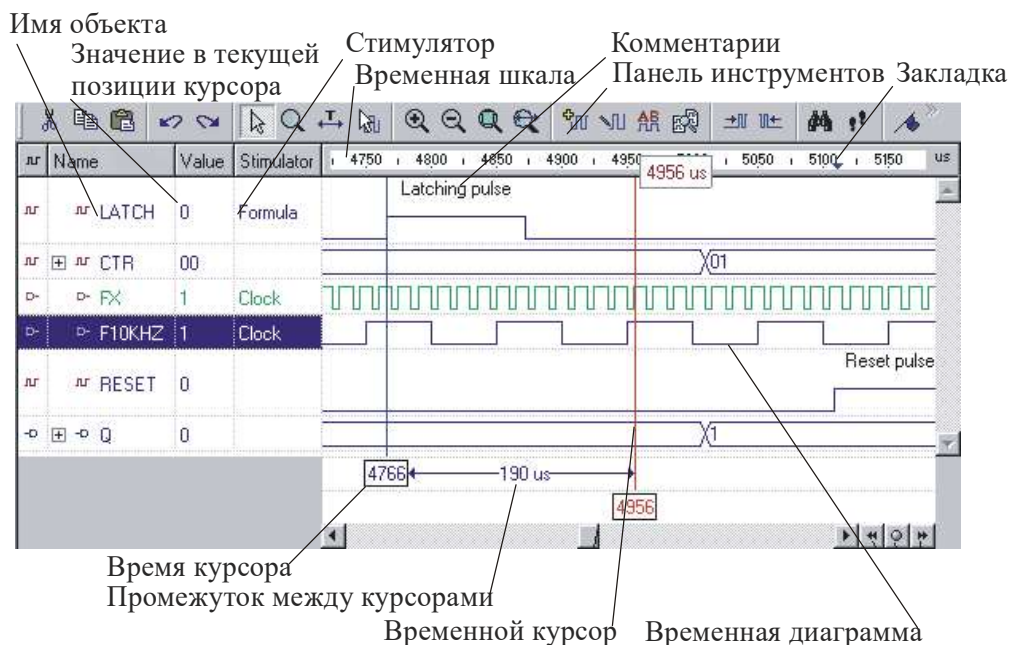 Имя объекта
Значение в текущей
позиции курсора
Стимулятор
Временная шкала
Комментарии
Панель инструментов
Закладка
Name Value Stimulator 4750 4800 4850 4900 5050 5100 5150 us
4956 us
Latching pulse
LATCH 0 Formula
CTR 00 01
FX 1 Clock
F10KHZ 1 Clock
Reset pulse
RESET 0
Q 0 1
4766 190 us
4956
Время курсора
Промежуток между курсорами
Временной курсор
Временная диаграмма